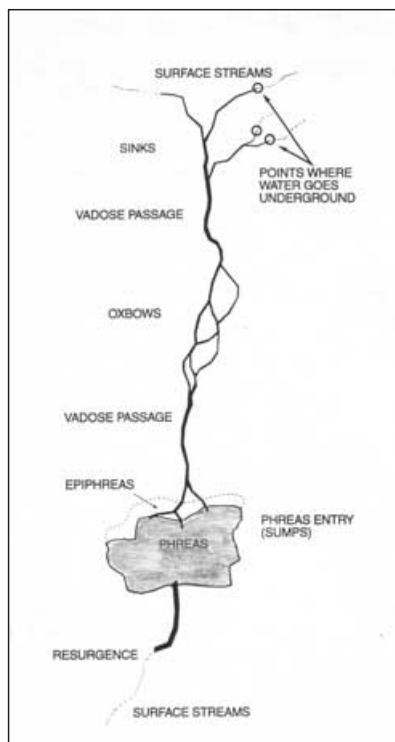 SURFACE STREAMS
SINKS
POINTS WHERE
WATER GOES
UNDERGROUND
VADOSE PASSAGE
OXBOWS
VADOSE PASSAGE
EPIPHREAS
PHREAS ENTRY
(SUMPS)
PHREAS
RESURGENCE
SURFACE STREAMS